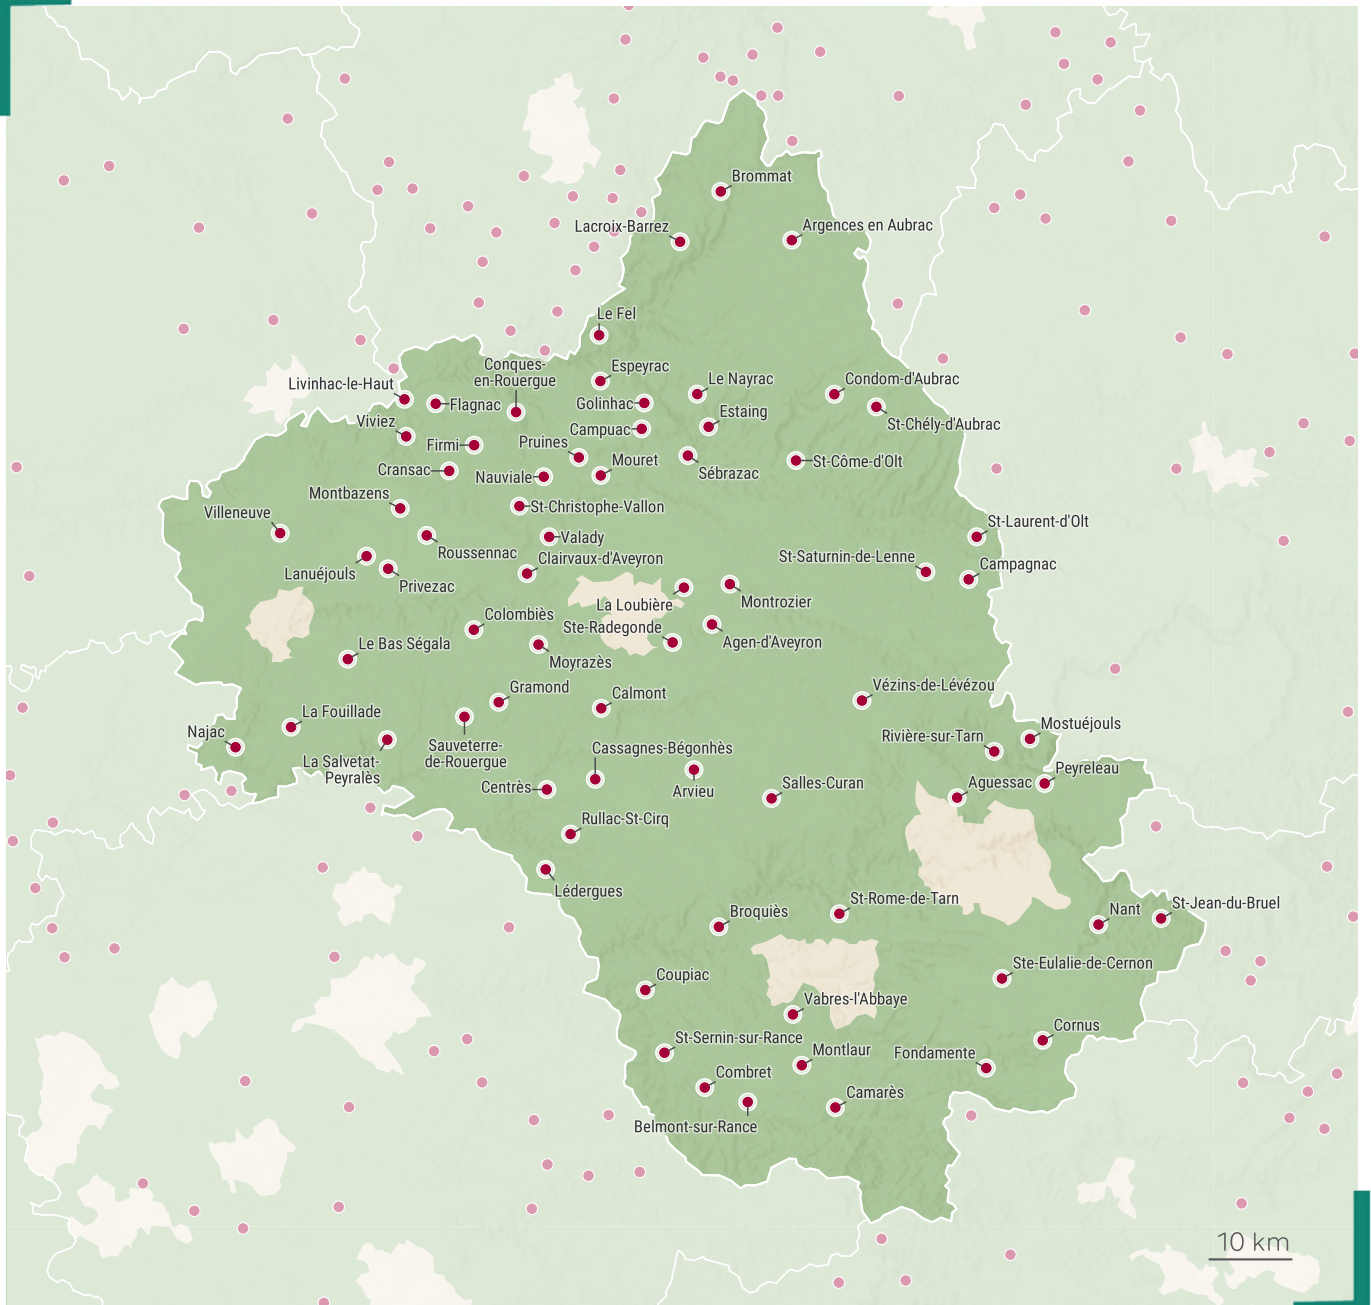 Brommat
Lacroix-Barrez
Argences en Aubrac
Le Fel
Conques-
en-Rouergue
Espeyrac
Le Nayrac
Condom-d'Aubrac
Livinhac-le-Haut
Flagnac
Golinhac
Estaing
St-Chély-d'Aubrac
Viviez
Firmi
Pruines
Campuac
Cransac
Nauviale
Mouret
Sébrazac
St-Côme-d'Olt
Montbazens
St-Christophe-Vallon
Villeneuve
Roussennac
Valady
St-Laurent-d'Olt
Lanuéjouls
Privezac
Clairvaux-d'Aveyron
St-Saturnin-de-Lenne
Campagnac
La Loubière
Montrozier
Colombiès
Ste-Radegonde
Agen-d'Aveyron
Le Bas Ségala
Moyrazès
Gramond
Calmont
Vézins-de-Lévézou
La Fouillade
Najac
Mostuéjouls
Rivière-sur-Tarn
Sauveterre-
de-Rouergue
Cassagnes-Bégonhès
La Salvetat-
Peyralès
Peyreleau
Centrès
Arvieu
Salles-Curan
Aguessac
Rullac-St-Cirq
Lédergues
St-Rome-de-Tarn
Broquiès
Nant
St-Jean-du-Bruel
Ste-Eulalie-de-Cernon
Coupiac
Vabres-l'Abbaye
Cornus
St-Sernin-sur-Rance
Montlaur
Fondamente
Combret
Camarès
Belmont-sur-Rance
10 km